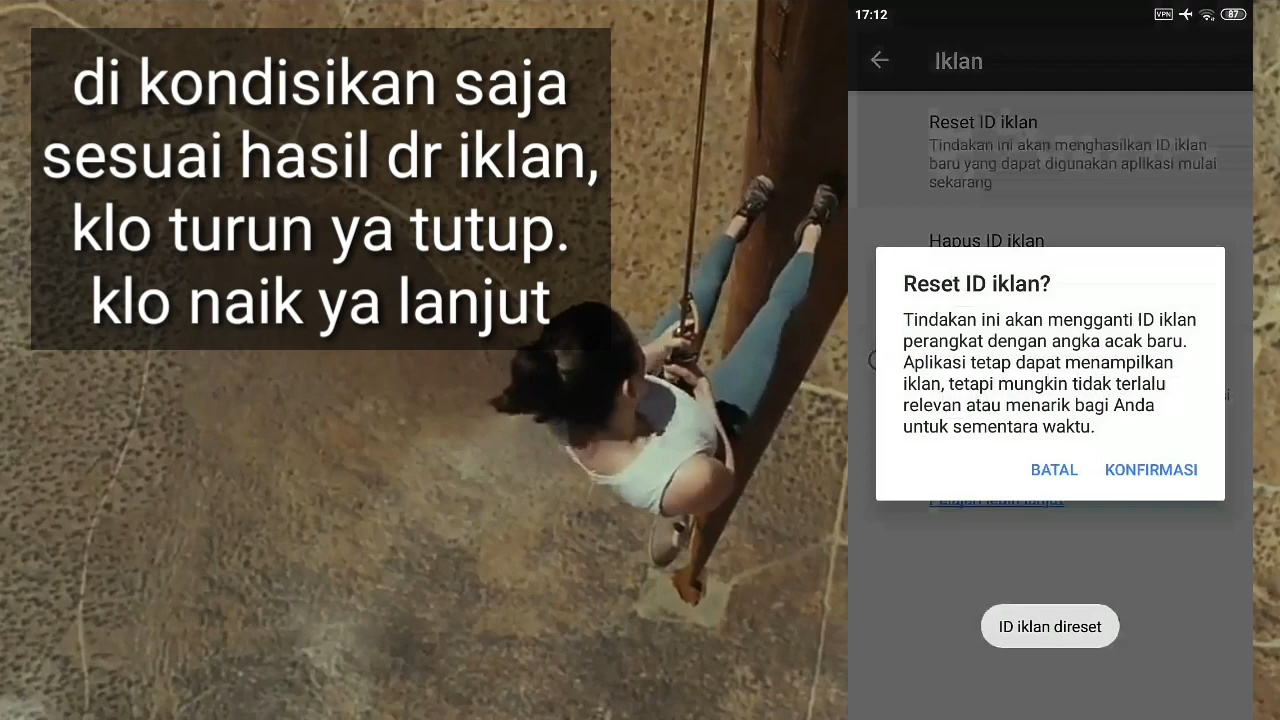 di kondisikan saja
sesuai hasil dr iklan,
klo turun ya tutup.
klo naik ya lanjut
17:12
VPN
87
Iklan
Reset ID iklan
Tindakan ini akan menghasilkan ID iklan
baru yang dapat digunakan aplikasi mulai
sekarang
Hapus ID iklan
Reset ID iklan?
Tindakan ini akan mengganti ID iklan
perangkat dengan angka acak baru.
Aplikasi tetap dapat menampilkan
iklan, tetapi mungkin tidak terlalu
relevan atau menarik bagi Anda
untuk sementara waktu.
BATAL KONFIRMASI
Pelajari lebih lanjut
ID iklan direset